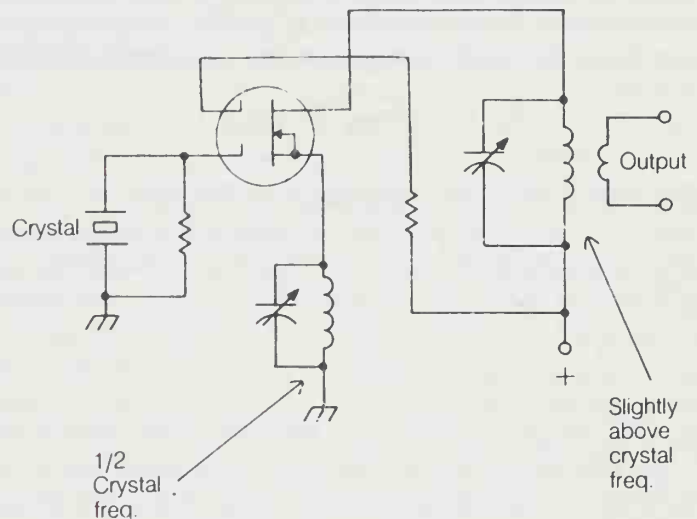 Crystal
Output
+
Slightly
above
crystal
freq.
1/2
Crystal
freq.